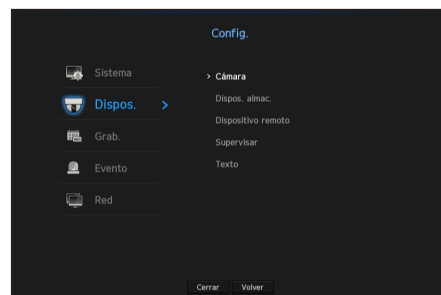 Config.
Sistema
Dispos. >
Grab.
Evento
Red
> Cámara
Dispos. almac.
Dispositivo remoto
Supervisar
Texto
Cerrar Volver